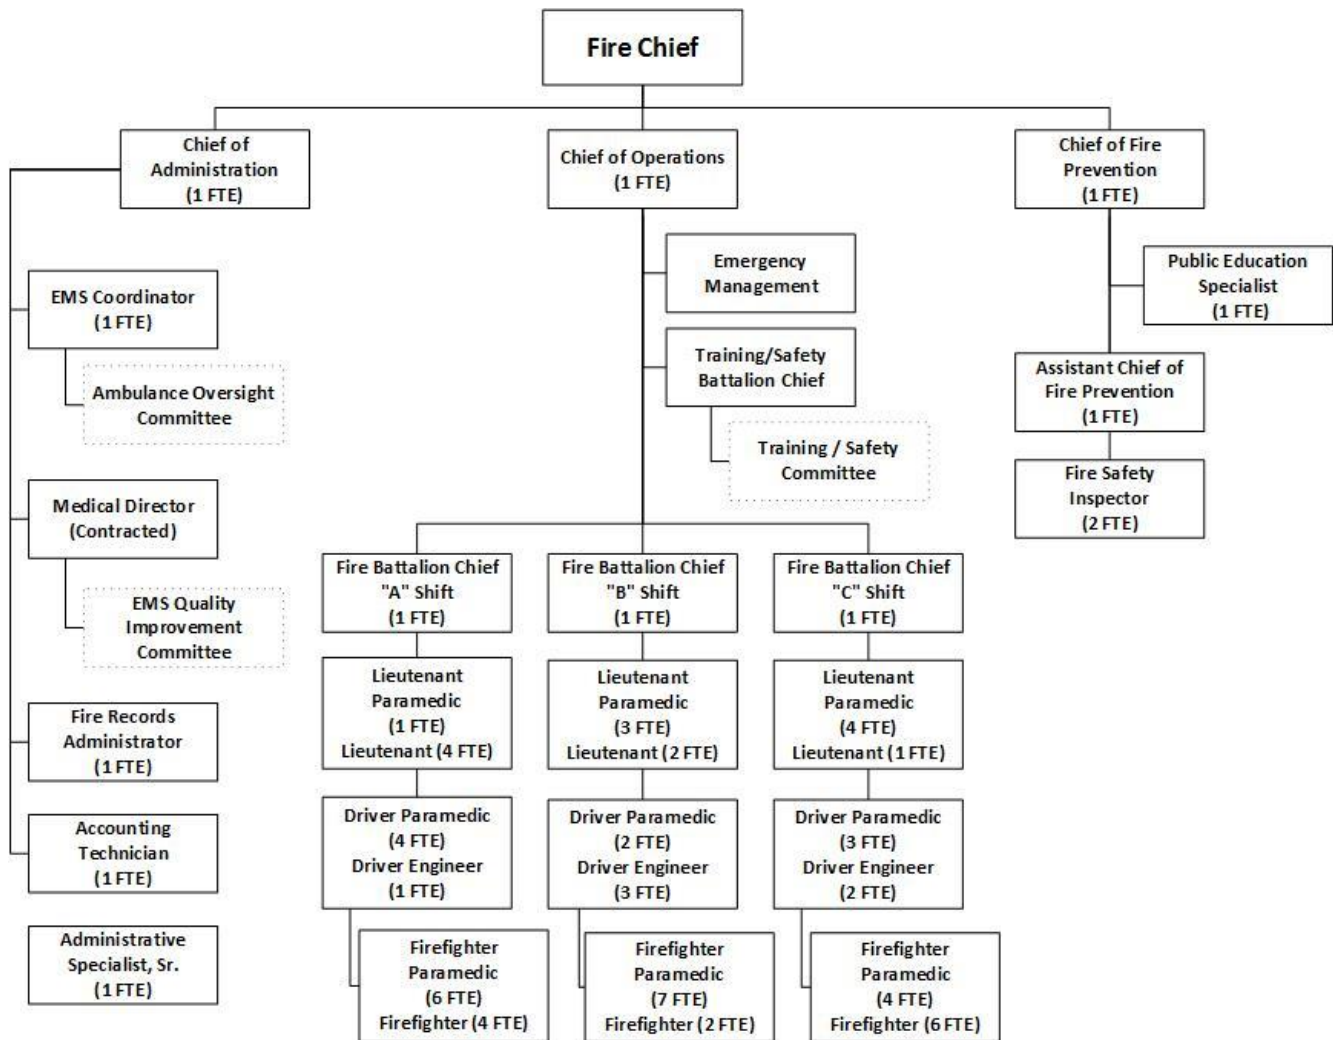 Fire Chief
Chief of
Administration
(1 FTE)
Chief of Operations
(1 FTE)
Chief of Fire
Prevention
(1 FTE)
EMS Coordinator
(1 FTE)
Ambulance Oversight
Committee
Medical Director
(Contracted)
EMS Quality
Improvement
Committee
Fire Records
Administrator
(1 FTE)
Accounting
Technician
(1 FTE)
Administrative
Specialist, Sr.
(1 FTE)
Emergency
Management
Training/Safety
Battalion Chief
Training / Safety
Committee
Fire Battalion Chief
"A" Shift
(1 FTE)
Lieutenant
Paramedic
(1 FTE)
Lieutenant (4 FTE)
Driver Paramedic
(4 FTE)
Driver Engineer
(1 FTE)
Firefighter
Paramedic
(6 FTE)
Firefighter (4 FTE)
Fire Battalion Chief
"B" Shift
(1 FTE)
Lieutenant
Paramedic
(3 FTE)
Lieutenant (2 FTE)
Driver Paramedic
(2 FTE)
Driver Engineer
(3 FTE)
Firefighter
Paramedic
(7 FTE)
Firefighter (2 FTE)
Fire Battalion Chief
"C" Shift
(1 FTE)
Lieutenant
Paramedic
(4 FTE)
Lieutenant (1 FTE)
Driver Paramedic
(3 FTE)
Driver Engineer
(2 FTE)
Firefighter
Paramedic
(4 FTE)
Firefighter (6 FTE)
Public Education
Specialist
(1 FTE)
Assistant Chief of
Fire Prevention
(1 FTE)
Fire Safety
Inspector
(2 FTE)